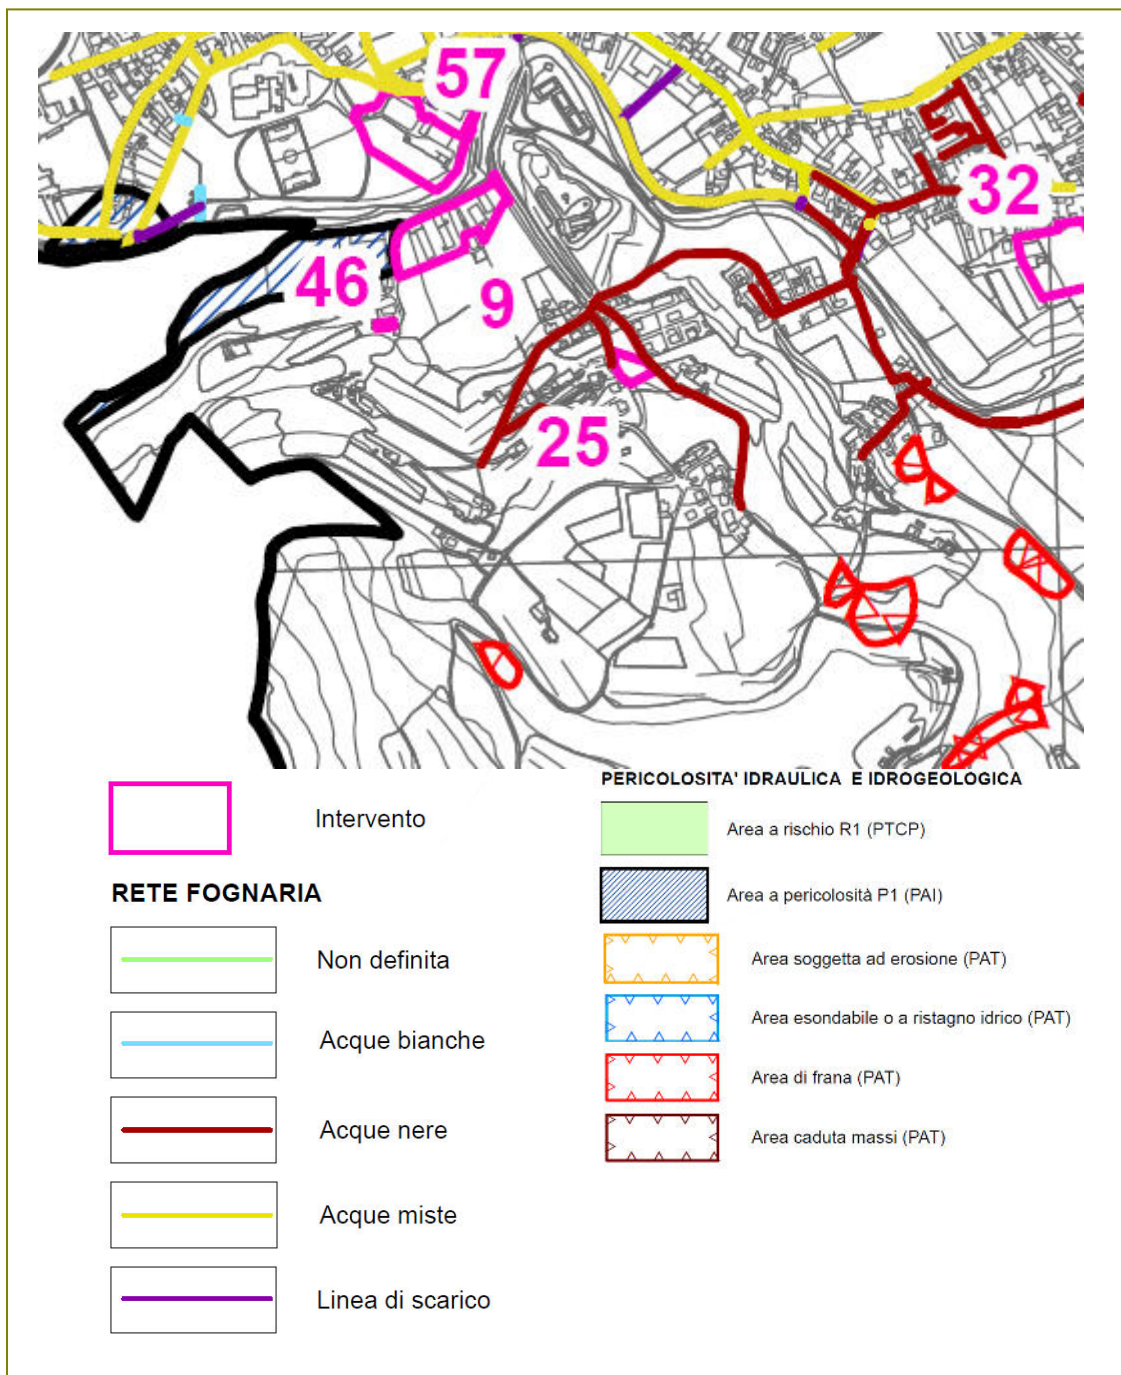 57
32
46
9
25
Intervento
RETE FOGNARIA
Non definita
Acque bianche
Acque nere
Acque miste
Linea di scarico
PERICOLOSITA' IDRAULICA E IDROGEOLOGICA
Area a rischio R1 (PTCP)
Area a pericolosità P1 (PAI)
Area soggetta ad erosione (PAT)
Area esondabile o a ristagno idrico (PAT)
Area di frana (PAT)
Area caduta massi (PAT)